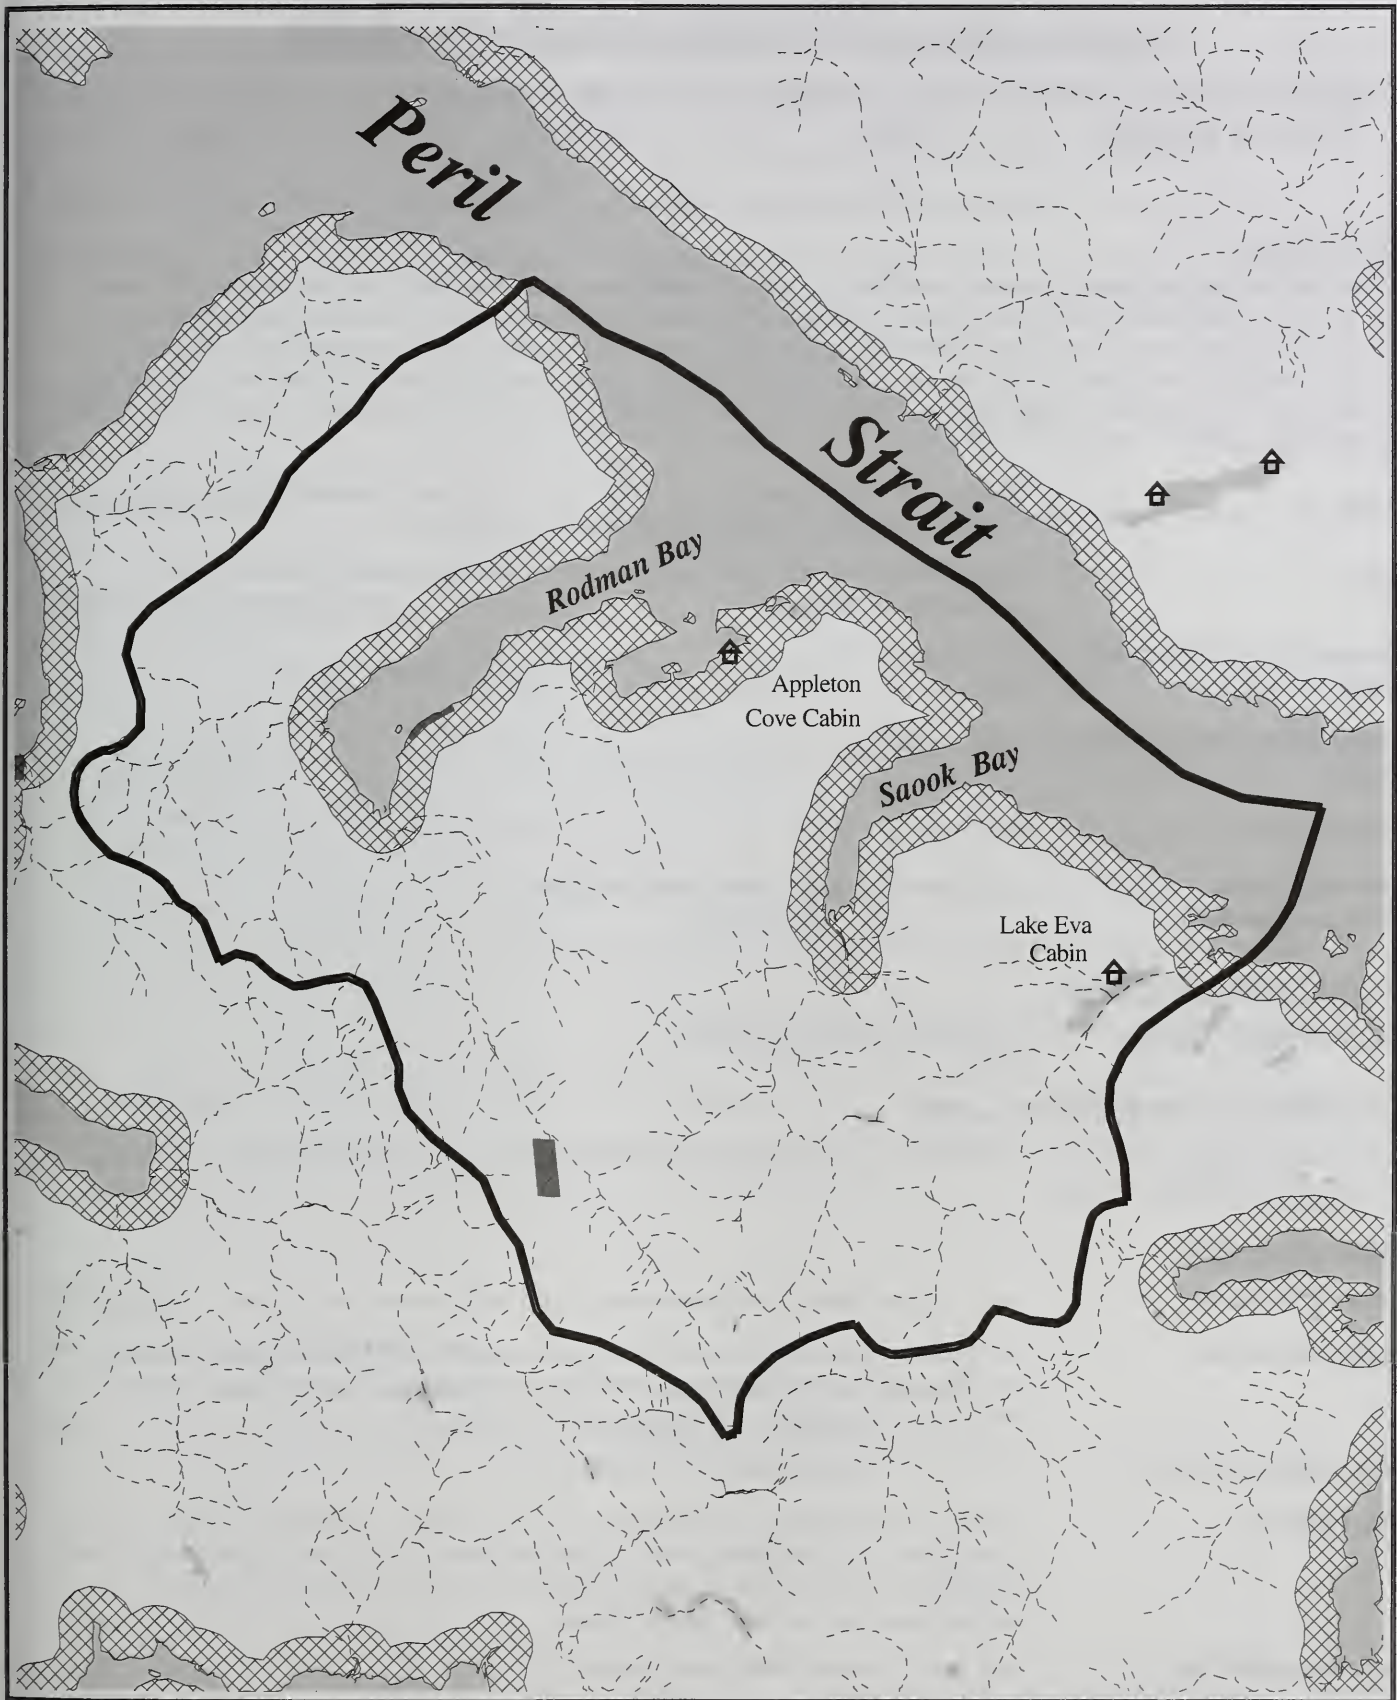 Peril
Strait
Rodman Bay
Appleton
Cove Cabin
Saook Bay
Lake Eva
Cabin